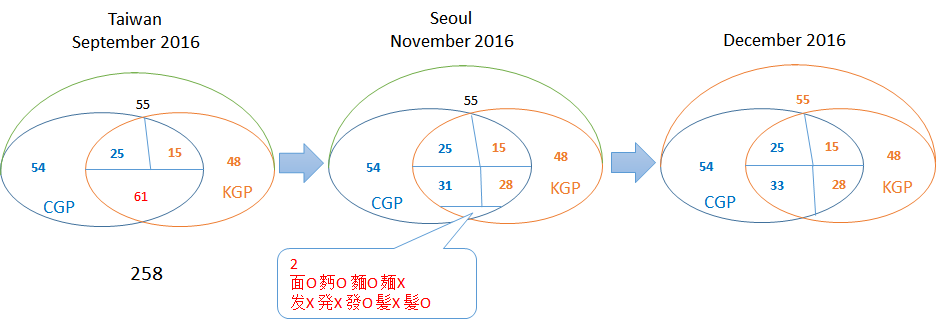 Taiwan
September 2016
55
25
15
54
48
61
CGP
KGP
258
Seoul
November 2016
55
25
15
54
48
31
28
CGP
KGP
2
面O 麪O 麵O 麺X
发X 発X 發O 髪X 髮O
December 2016
55
25
15
54
48
33
28
CGP
KGP